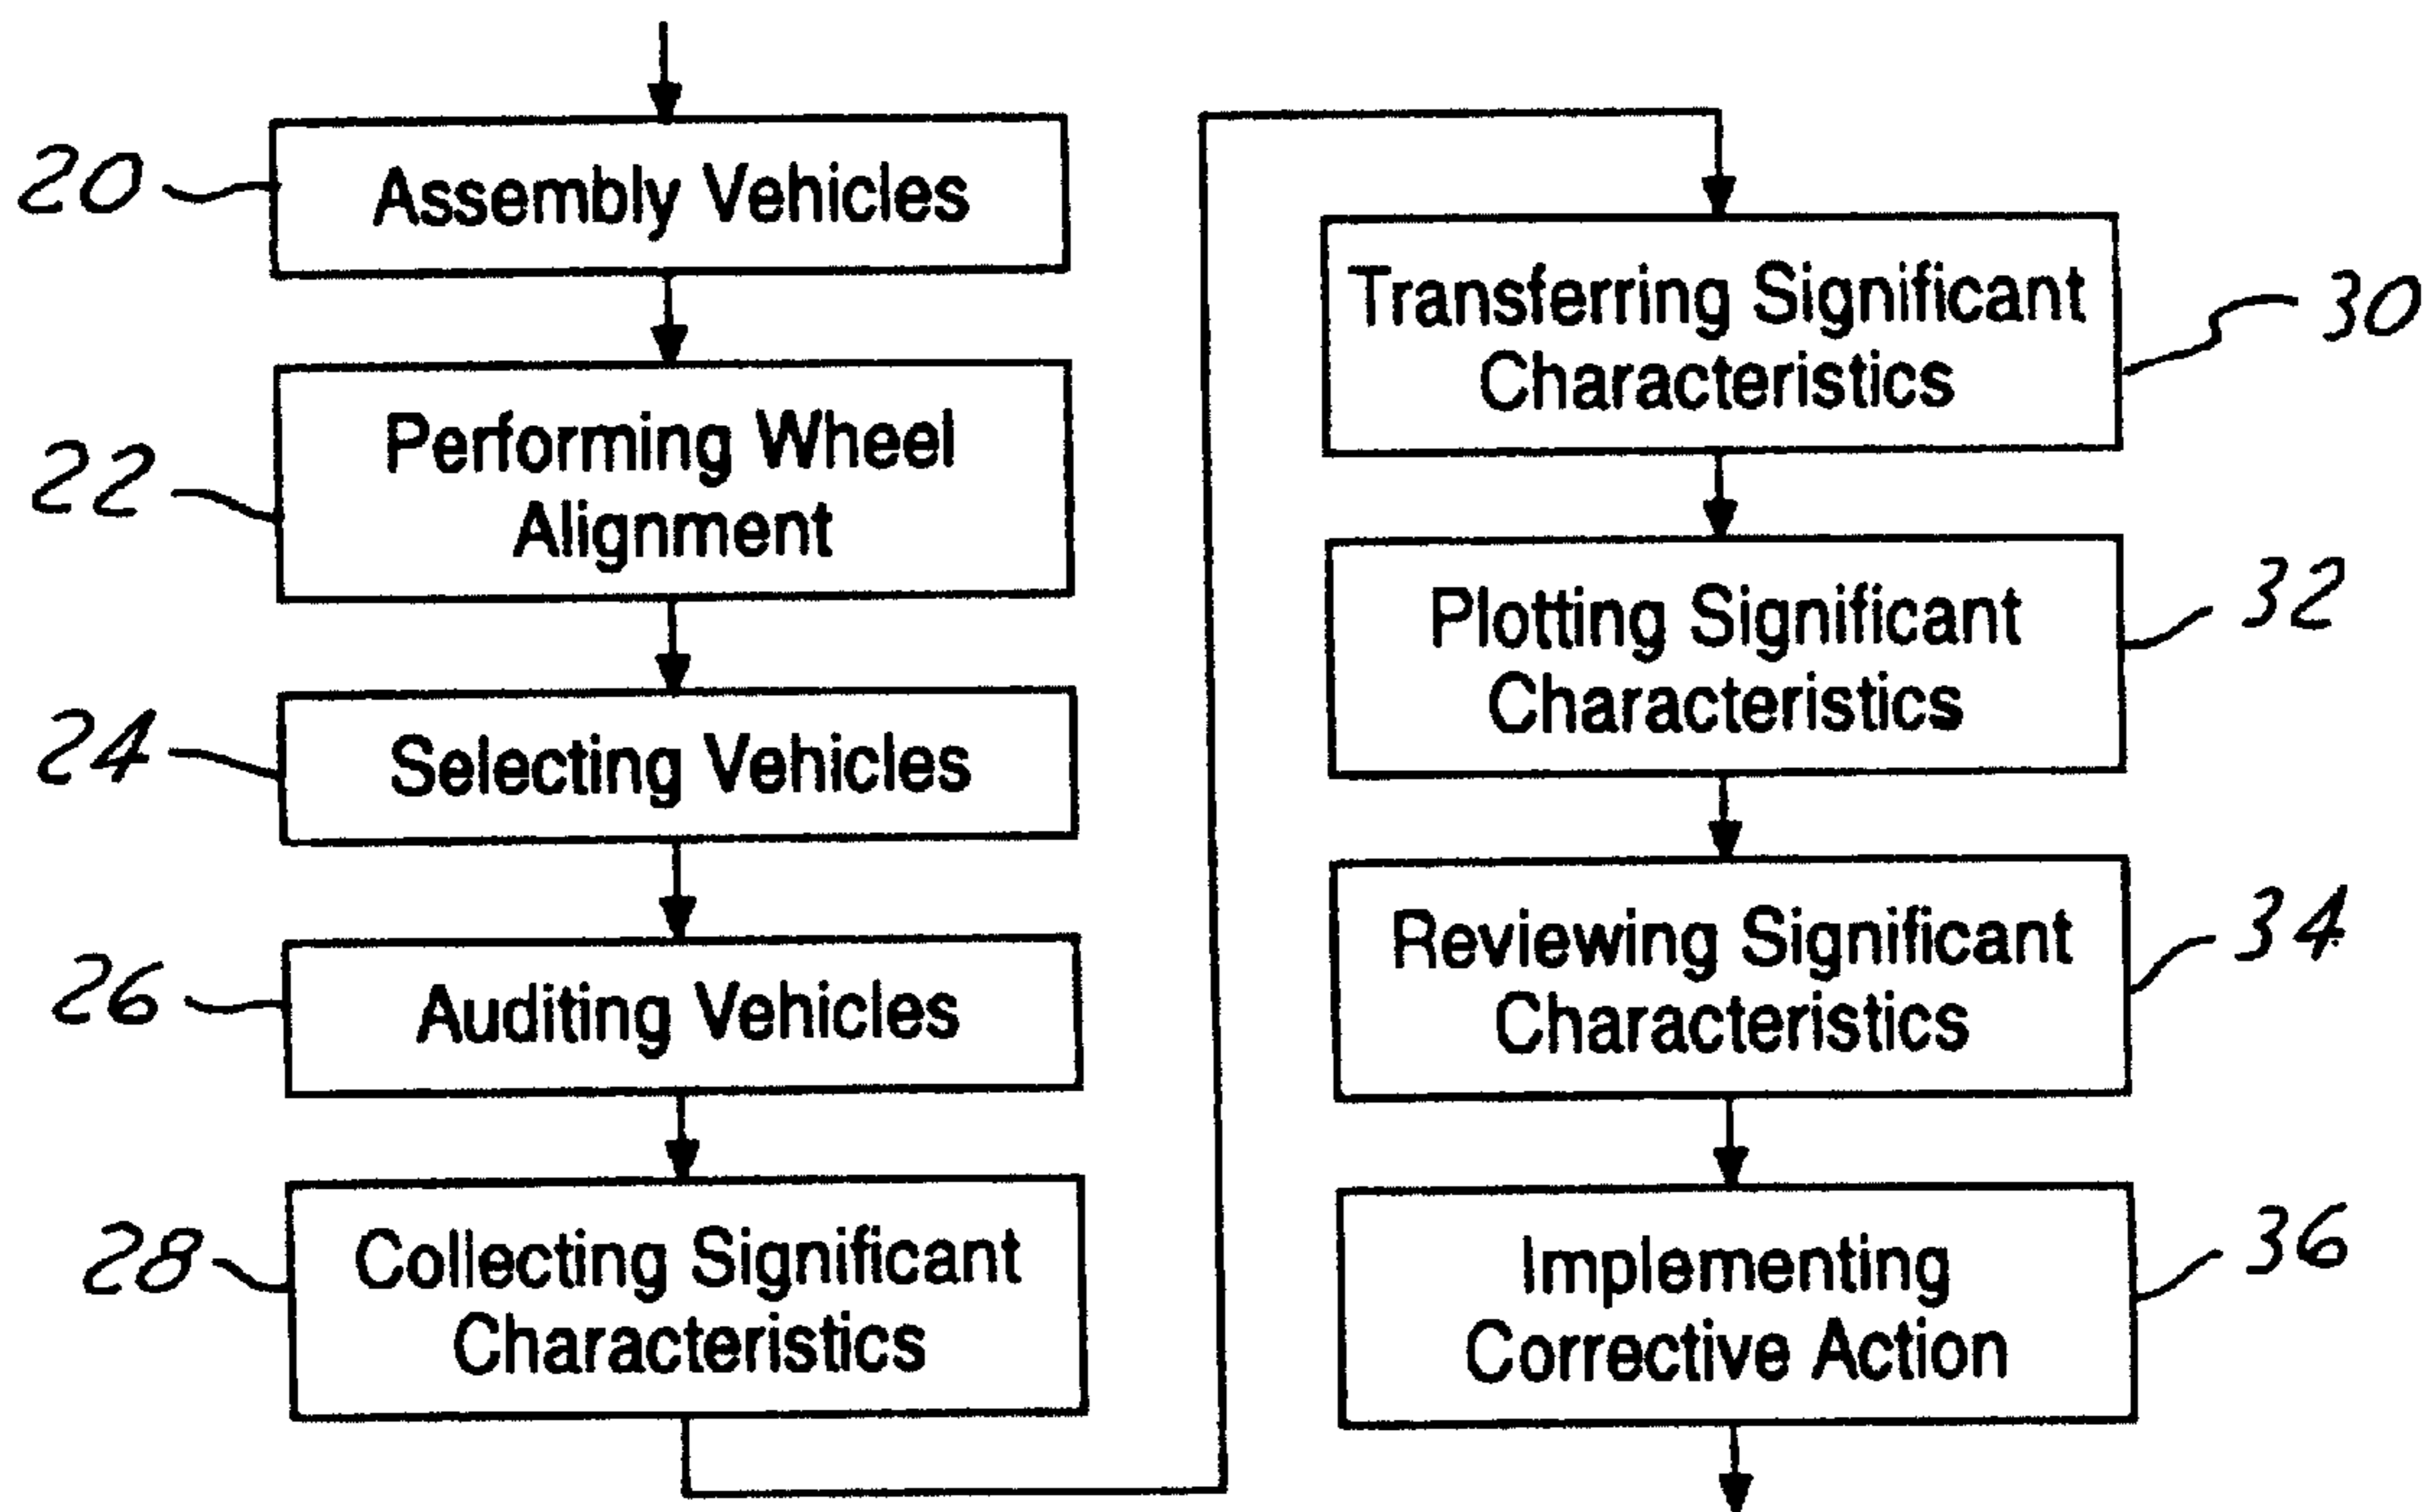 20
Assembly Vehicles
22
Performing Wheel
Alignment
24
Selecting Vehicles
26
Auditing Vehicles
28
Collecting Significant
Characteristics
Transferring Significant
Characteristics
30
Plotting Significant
Characteristics
32
Reviewing Significant
Characteristics
34
Implementing
Corrective Action
36